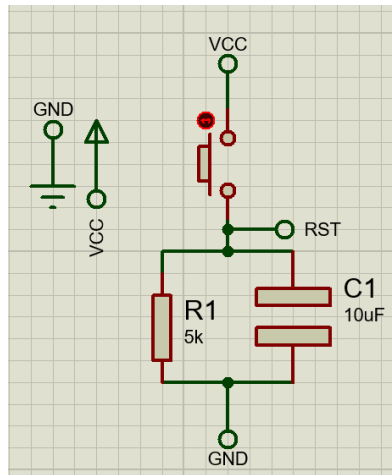 VCC
GND
VCC
RST
R1
5k
C1
10uF
GND